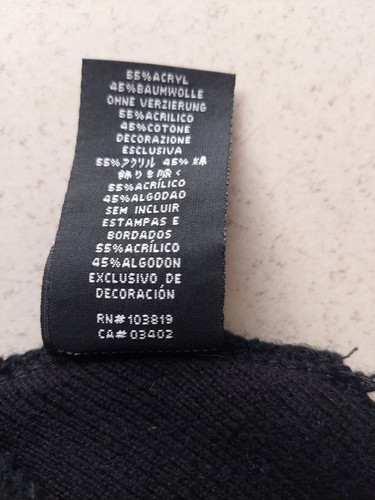 55%ACRYL
45%BAUMWOLLE
OHNE VERZIERUNG
55%ACRILICO
45%COTONE
DECORAZIONE
ESCLUSIVA
55%アクリル 45% 綿
飾りを除く
55%ACRÍLICO
45%ALGODAO
SEM INCLUIR
ESTAMPAS E
BORDADOS
55%ACRÍLICO
45%ALGODON
EXCLUSIVO DE
DECORACIÓN
RN#103819
CA#03402